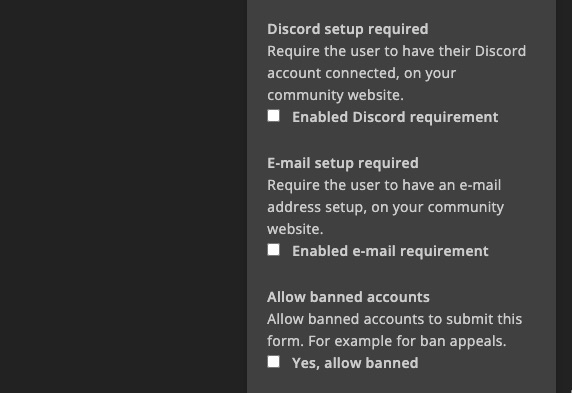 Discord setup required
Require the user to have their Discord
account connected, on your
community website.
Enabled Discord requirement
E-mail setup required
Require the user to have an e-mail
address setup, on your community
website.
Enabled e-mail requirement
Allow banned accounts
Allow banned accounts to submit this
form. For example for ban appeals.
Yes, allow banned